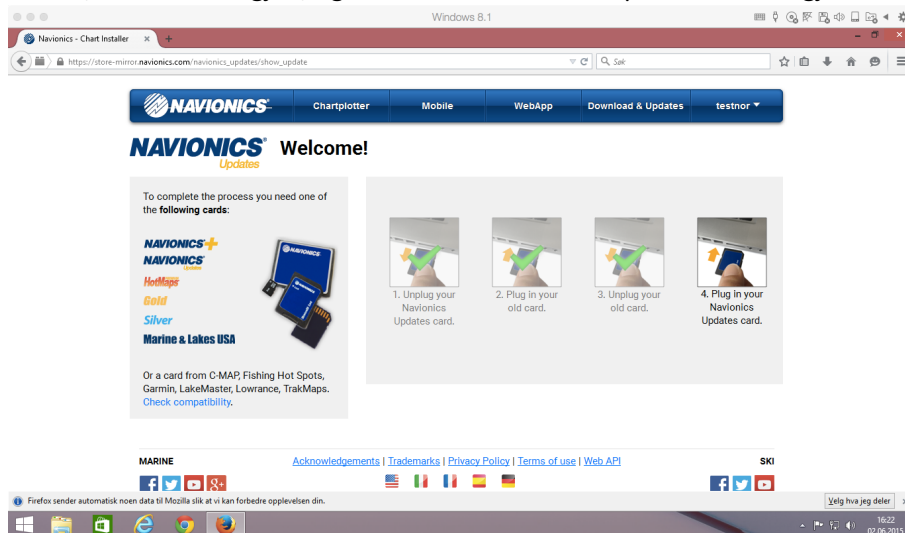 Windows 8.1
Navionics - Chart Installer
https://store-mirror.navionics.com/navionics_updates/show_update
Søk
NAVIONICS
Chartplotter
Mobile
WebApp
Download & Updates
testnor
NAVIONICS
Updates
Welcome!
To complete the process you need one of
the following cards:
NAVIONICS+
NAVIONICS
Updates
HotMaps
Gold
Silver
Marine & Lakes USA
NAVIONICS
Or a card from C-MAP, Fishing Hot Spots,
Garmin, LakeMaster, Lowrance, TrakMaps.
Check compatibility.
1. Unplug your
Navionics
Updates card.
2. Plug in your
old card.
3. Unplug your
old card.
4. Plug in your
Navionics
Updates card.
MARINE
Acknowledgements | Trademarks | Privacy Policy | Terms of use | Web API
SKI
Firefox sender automatisk noen data til Mozilla slik at vi kan forbedre opplevelsen din.
Velg hva jeg deler
16:22
02.06.2015